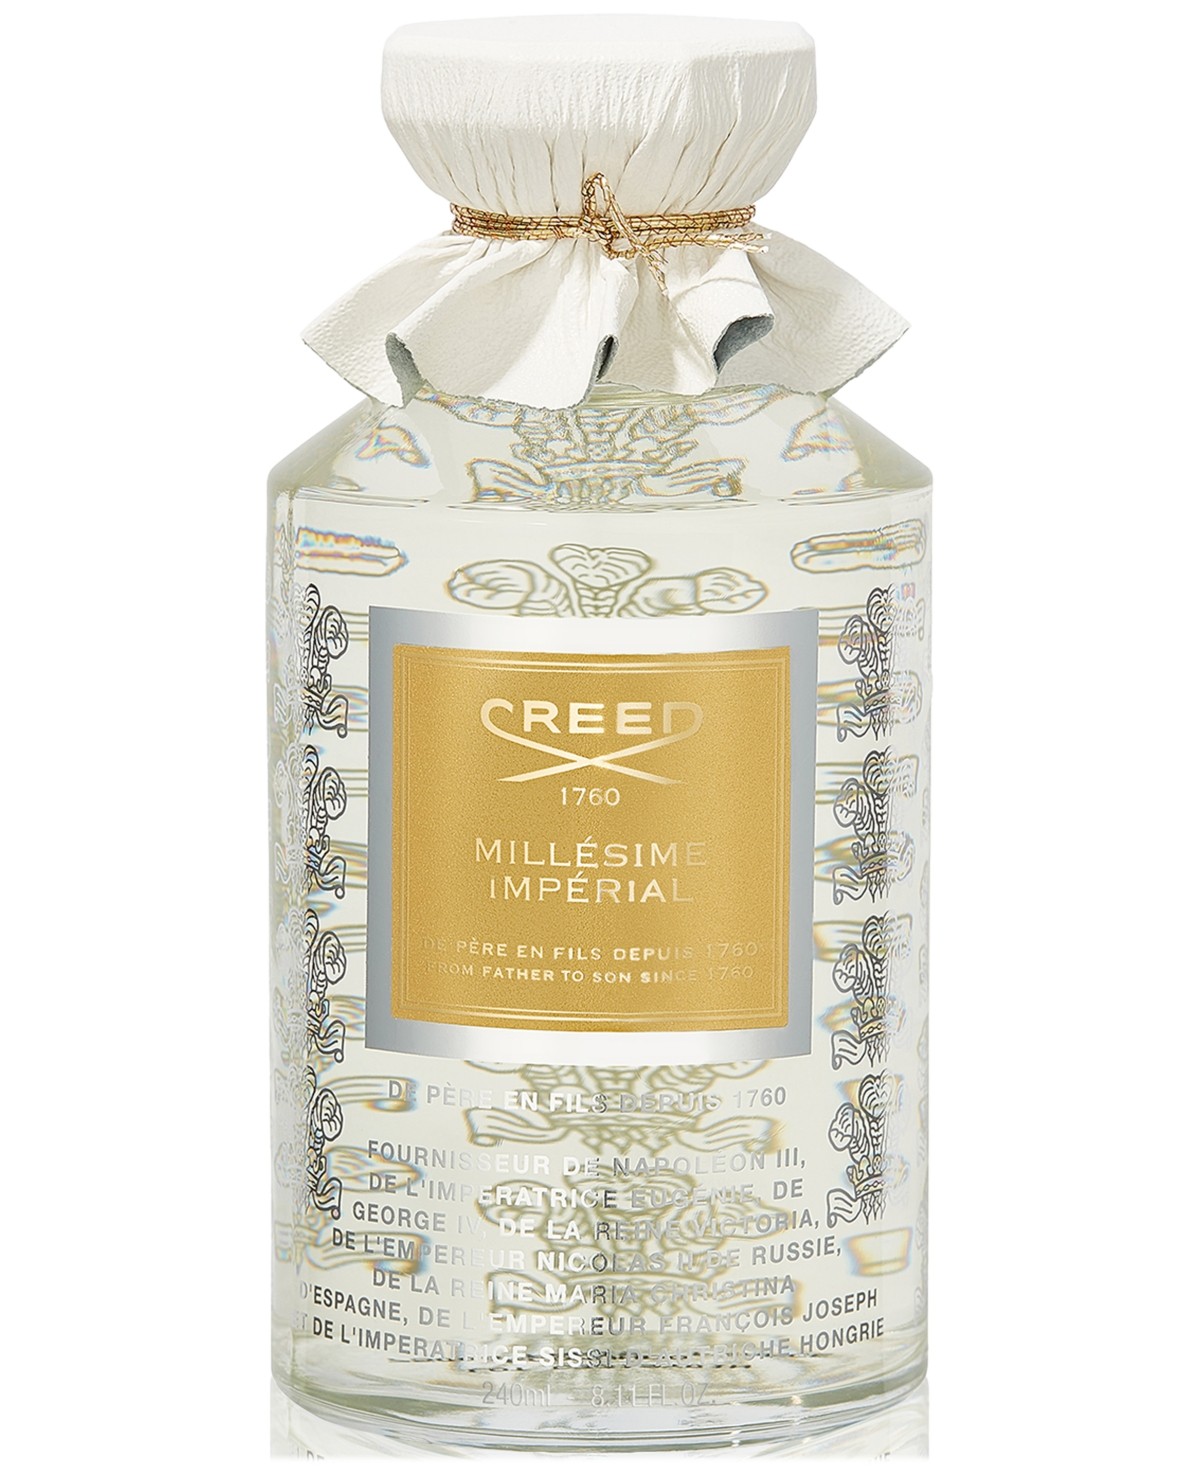 CREED
1760
MILLÉSIME
IMPÉRIAL
DE PÈRE EN FILS DEPUIS 1760
FROM FATHER TO SON SINCE 1760
DE PÈRE EN FILS DEPUIS 1760
FOURNISSEUR DE NAPOLÉON III,
DE L'IMPERATRICE EUGENIE, DE
GEORGE IV, DE LA REINE VICTORIA,
DE L'EMPEREUR NICOLAS II DE RUSSIE,
DE LA REINE MARIA CHRISTINA
D'ESPAGNE, DE L'EMPEREUR FRANÇOIS JOSEPH
ET DE L'IMPERATRICE SISSI D'AUTRICHE HONGRIE
240ml 8.11 FL.OZ.